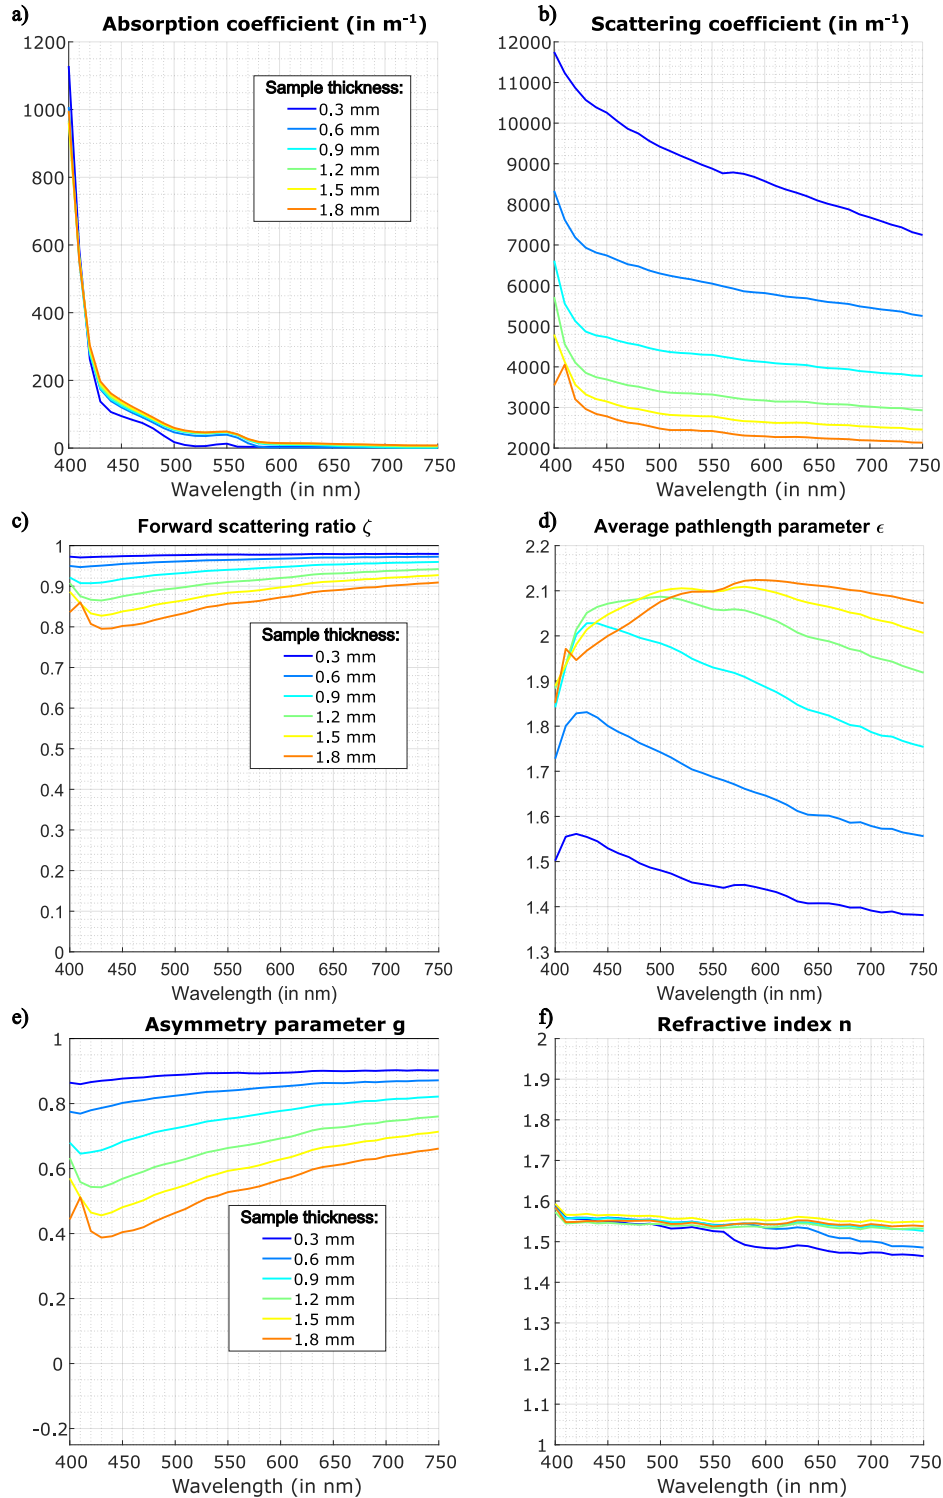 a)
Absorption coefficient (in m⁻¹)
1200
1000
800
600
400
200
0
400 450 500 550 600 650 700 750
Wavelength (in nm)
Sample thickness:
0.3 mm
0.6 mm
0.9 mm
1.2 mm
1.5 mm
1.8 mm
b)
Scattering coefficient (in m⁻¹)
12000
11000
10000
9000
8000
7000
6000
5000
4000
3000
2000
400 450 500 550 600 650 700 750
Wavelength (in nm)
c)
Forward scattering ratio ζ
1
0.9
0.8
0.7
0.6
0.5
0.4
0.3
0.2
0.1
0
400 450 500 550 600 650 700 750
Wavelength (in nm)
Sample thickness:
0.3 mm
0.6 mm
0.9 mm
1.2 mm
1.5 mm
1.8 mm
d)
Average pathlength parameter ϵ
2.2
2.1
2
1.9
1.8
1.7
1.6
1.5
1.4
1.3
400 450 500 550 600 650 700 750
Wavelength (in nm)
e)
Asymmetry parameter g
1
0.8
0.6
0.4
0.2
0
-0.2
400 450 500 550 600 650 700 750
Wavelength (in nm)
Sample thickness:
0.3 mm
0.6 mm
0.9 mm
1.2 mm
1.5 mm
1.8 mm
f)
Refractive index n
2
1.9
1.8
1.7
1.6
1.5
1.4
1.3
1.2
1.1
1
400 450 500 550 600 650 700 750
Wavelength (in nm)